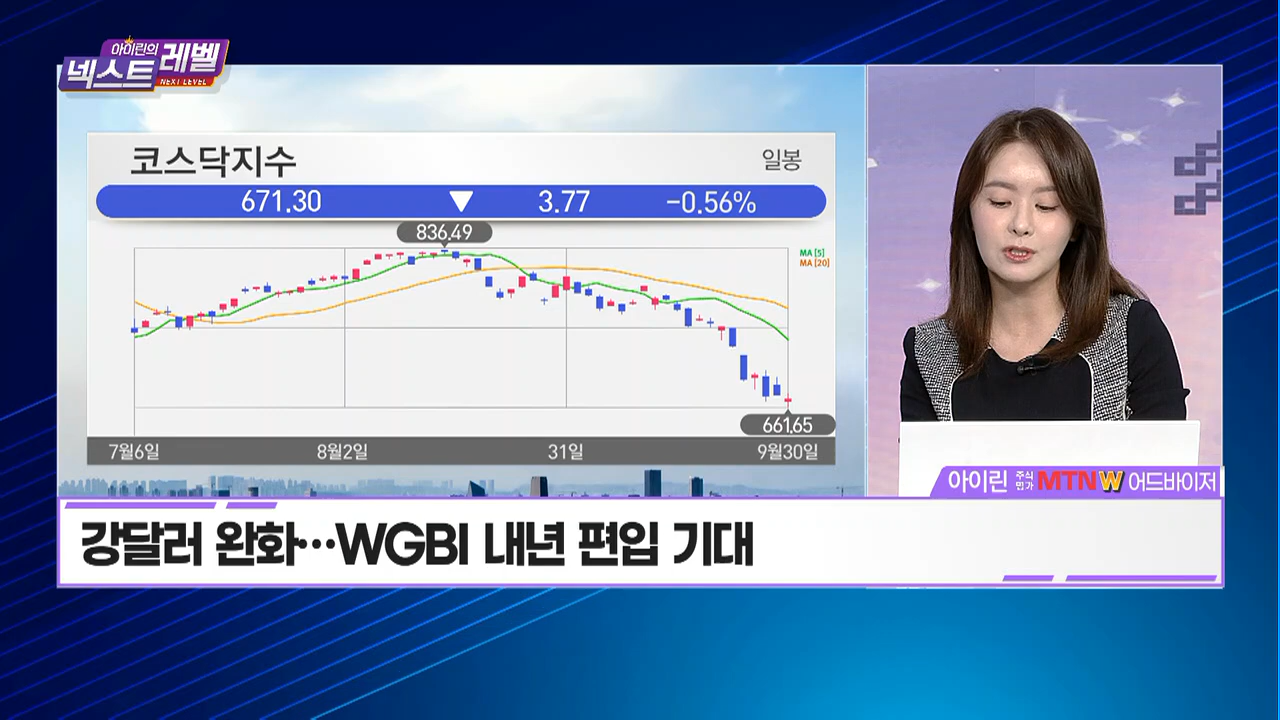 아이린의
넥스트 레벨
NEXT LEVEL
코스닥지수
일봉
671.30 ▼ 3.77 -0.56%
836.49
MA [5]
MA [20]
661.65
7월6일 8월2일 31일 9월30일
아이린 주식전문가 MTNW 어드바이저
강달러 완화…WGBI 내년 편입 기대